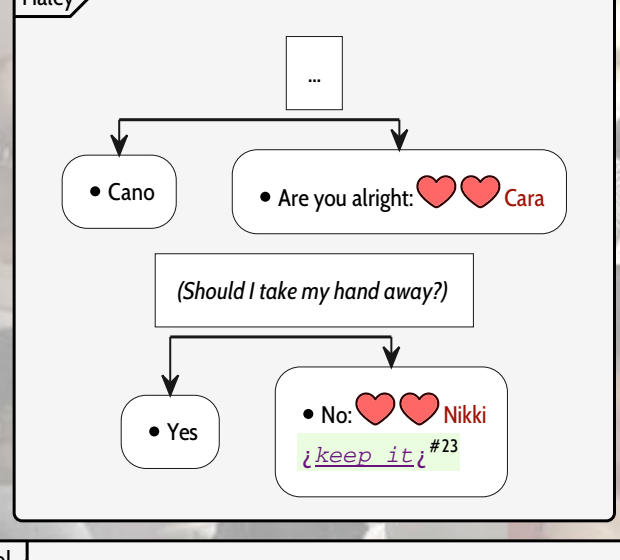 Haley
...
• Cano
• Are you alright: Cara
(Should I take my hand away?)
• Yes
• No: Nikki
¿keep it¿#23